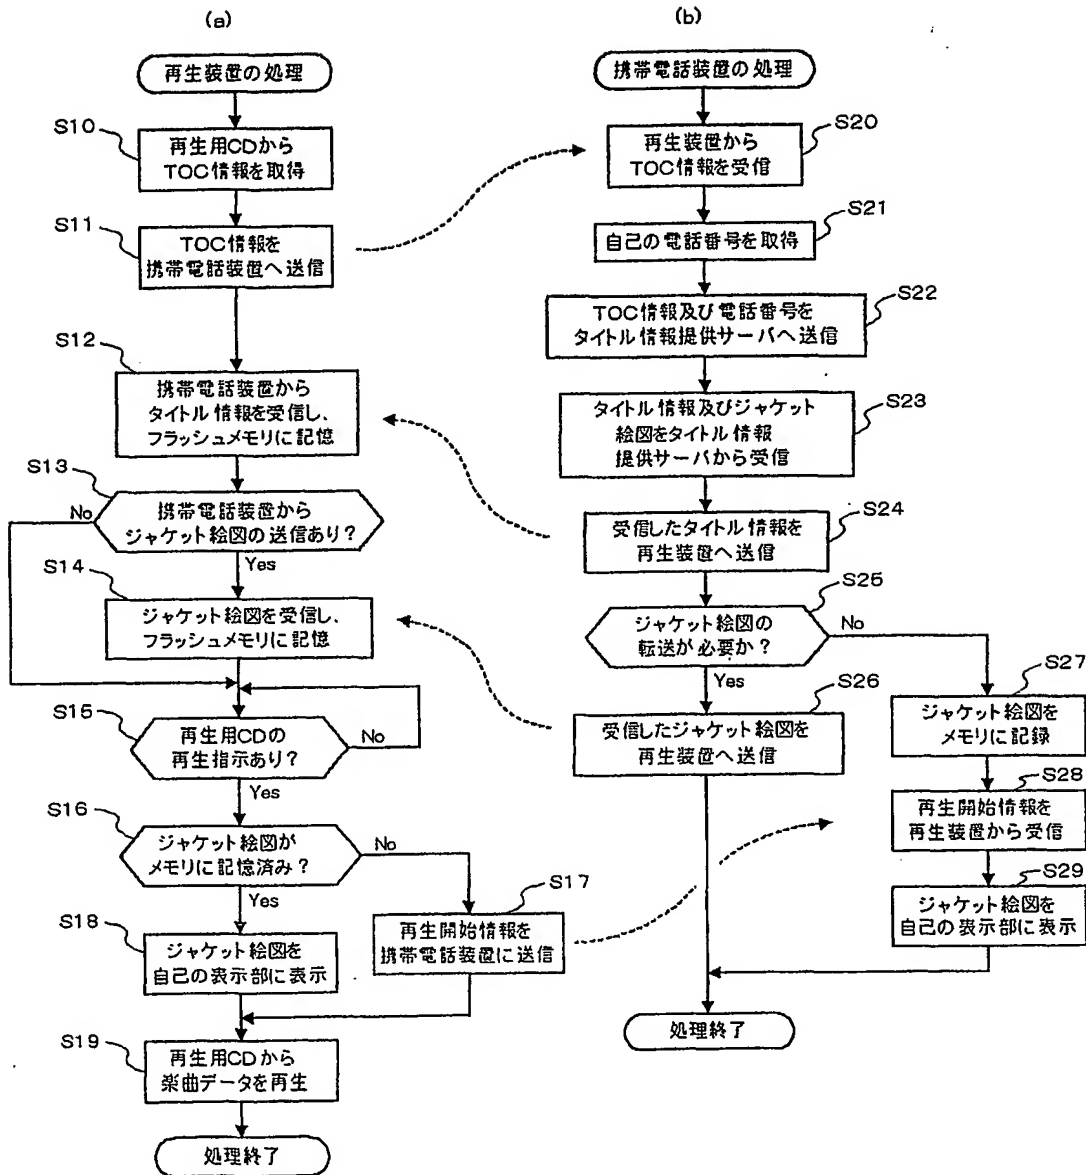 (a)
再生装置の処理
S10
再生用CDから
TOC情報を取得
S11
TOC情報を
携帯電話装置へ送信
S12
携帯電話装置から
タイトル情報を受信し、
フラッシュメモリに記憶
S13
携帯電話装置から
ジャケット絵図の送信あり?
No
Yes
S14
ジャケット絵図を受信し、
フラッシュメモリに記憶
S15
再生用CDの
再生指示あり?
No
Yes
S16
ジャケット絵図が
メモリに記憶済み?
No
Yes
S17
再生開始情報を
携帯電話装置に送信
S18
ジャケット絵図を
自己の表示部に表示
S19
再生用CDから
楽曲データを再生
処理終了
(b)
携帯電話装置の処理
S20
再生装置から
TOC情報を受信
S21
自己の電話番号を取得
S22
TOC情報及び電話番号を
タイトル情報提供サーバへ送信
S23
タイトル情報及びジャケット
絵図をタイトル情報
提供サーバから受信
S24
受信したタイトル情報を
再生装置へ送信
S25
ジャケット絵図の
転送が必要か?
No
Yes
S26
受信したジャケット絵図を
再生装置へ送信
S27
ジャケット絵図を
メモリに記録
S28
再生開始情報を
再生装置から受信
S29
ジャケット絵図を
自己の表示部に表示
処理終了